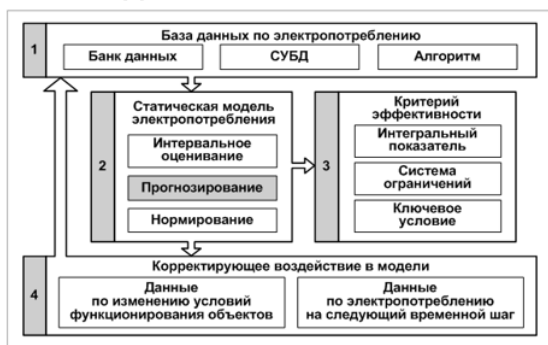 1
База данных по электропотреблению
Банк данных
СУБД
Алгоритм
2
Статическая модель
электропотребления
Интервальное
оценивание
Прогнозирование
Нормирование
3
Критерий
эффективности
Интегральный
показатель
Система
ограничений
Ключевое
условие
4
Корректирующее воздействие в модели
Данные
по изменению условий
функционирования объектов
Данные
по электропотреблению
на следующий временной шаг